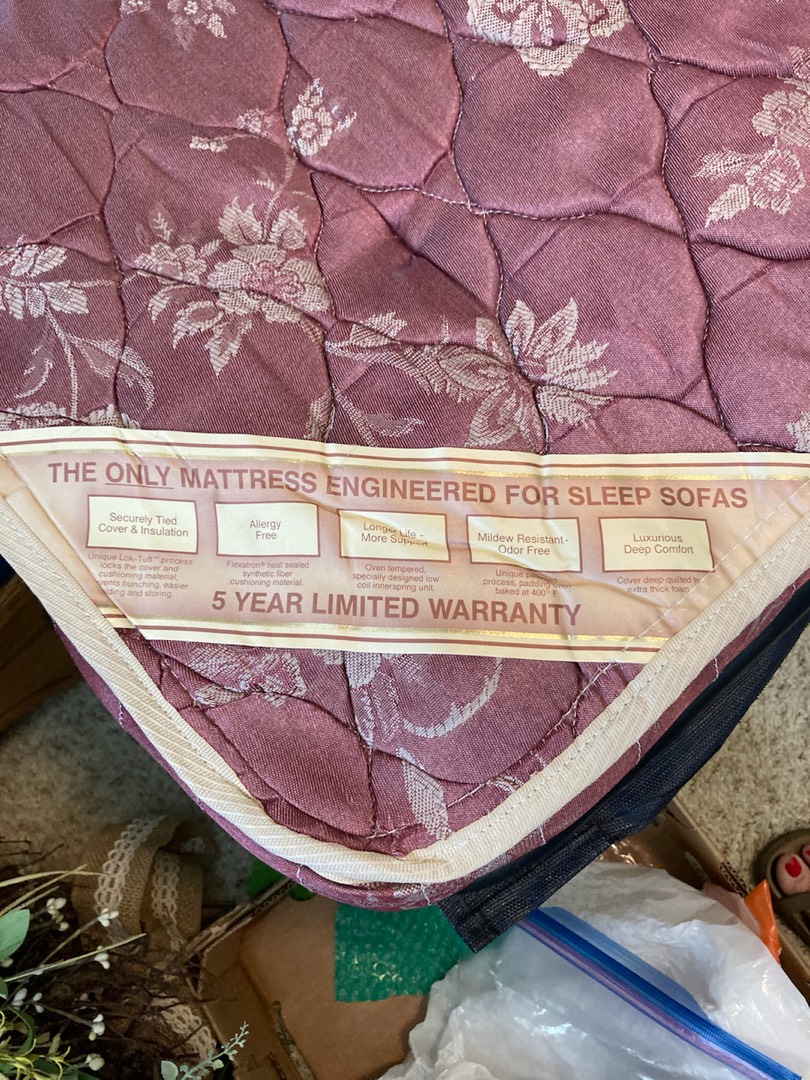 THE ONLY MATTRESS ENGINEERED FOR SLEEP SOFAS
Securely Tied
Cover & Insulation
Unique Lok-Tuft™ process
locks the cover and
cushioning material,
bunching, easier
and storing.
Allergy
Free
Flexatron® heat sealed
synthetic fiber
cushioning material.
Longer Life -
More Support
Oven tempered,
specially designed low
coil innerspring unit.
Mildew Resistant-
Odor Free
Unique
process, padding oven
baked at 400° F.
Luxurious
Deep Comfort
Cover deep quilted to
extra thick foam
5 YEAR LIMITED WARRANTY